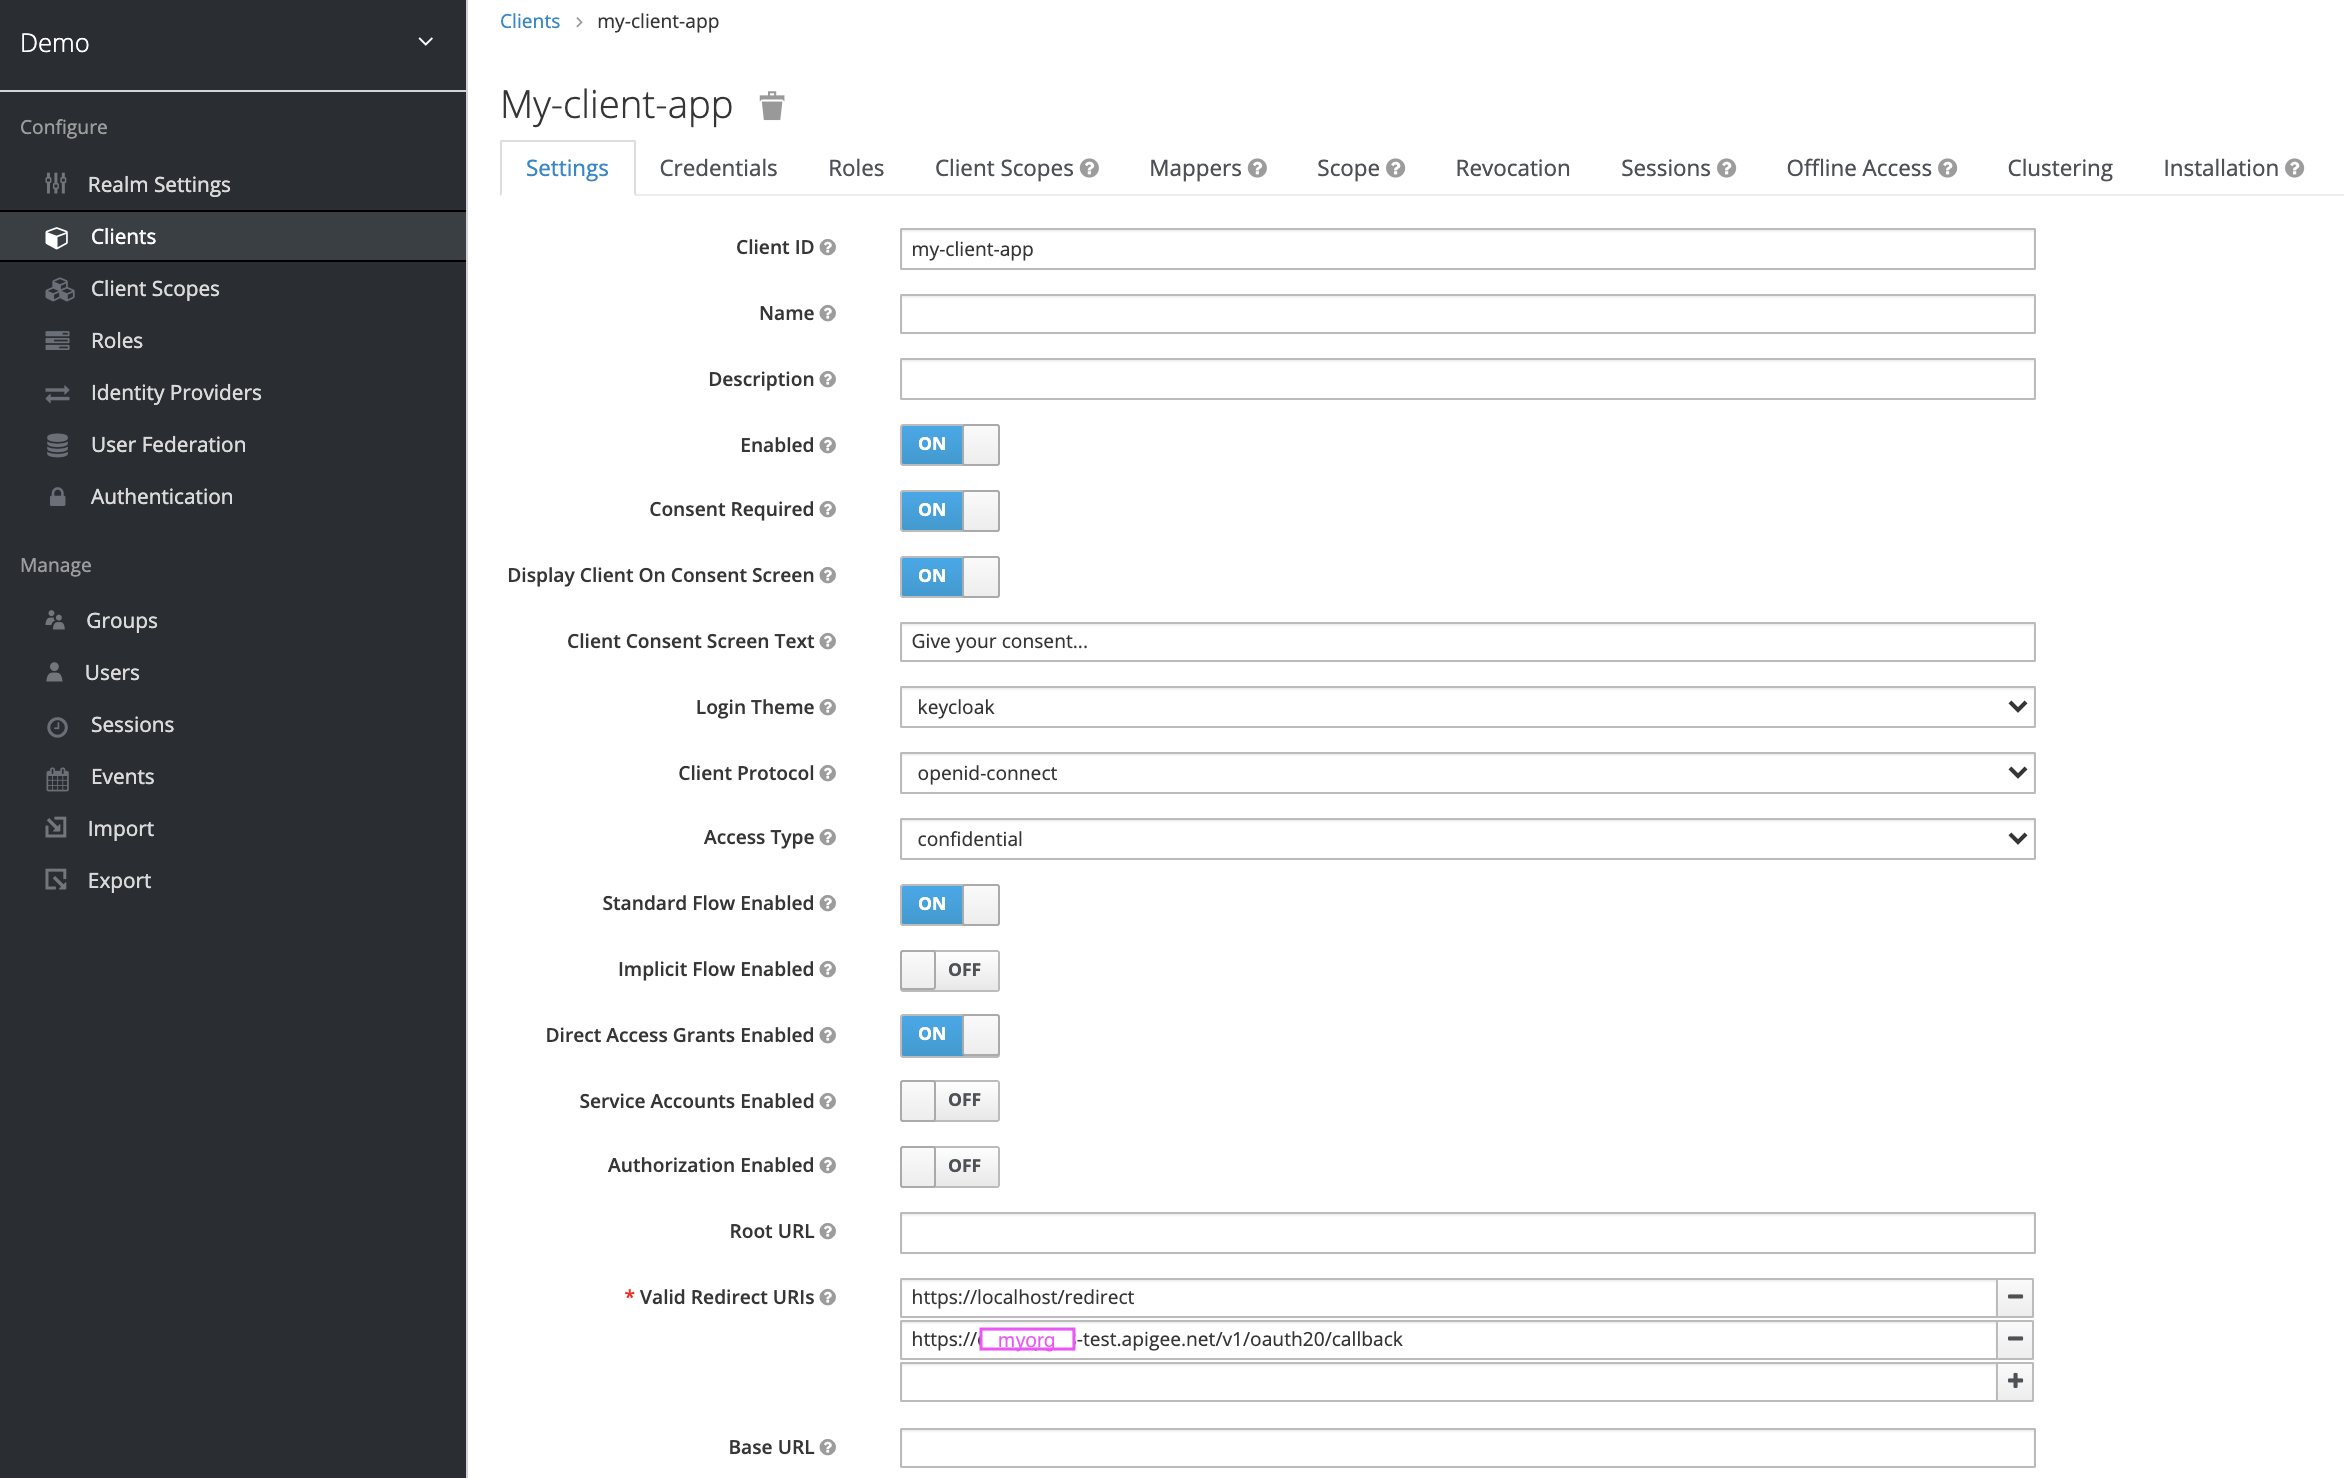 Demo
Configure
Realm Settings
Clients
Client Scopes
Roles
Identity Providers
User Federation
Authentication
Manage
Groups
Users
Sessions
Events
Import
Export
Clients > my-client-app
My-client-app
Settings Credentials Roles Client Scopes Mappers Scope Revocation Sessions Offline Access Clustering Installation
Client ID my-client-app
Name
Description
Enabled ON
Consent Required ON
Display Client On Consent Screen ON
Client Consent Screen Text Give your consent...
Login Theme keycloak
Client Protocol openid-connect
Access Type confidential
Standard Flow Enabled ON
Implicit Flow Enabled OFF
Direct Access Grants Enabled ON
Service Accounts Enabled OFF
Authorization Enabled OFF
Root URL
* Valid Redirect URIs https://localhost/redirect
https://myorg-test.apigee.net/v1/oauth20/callback
Base URL